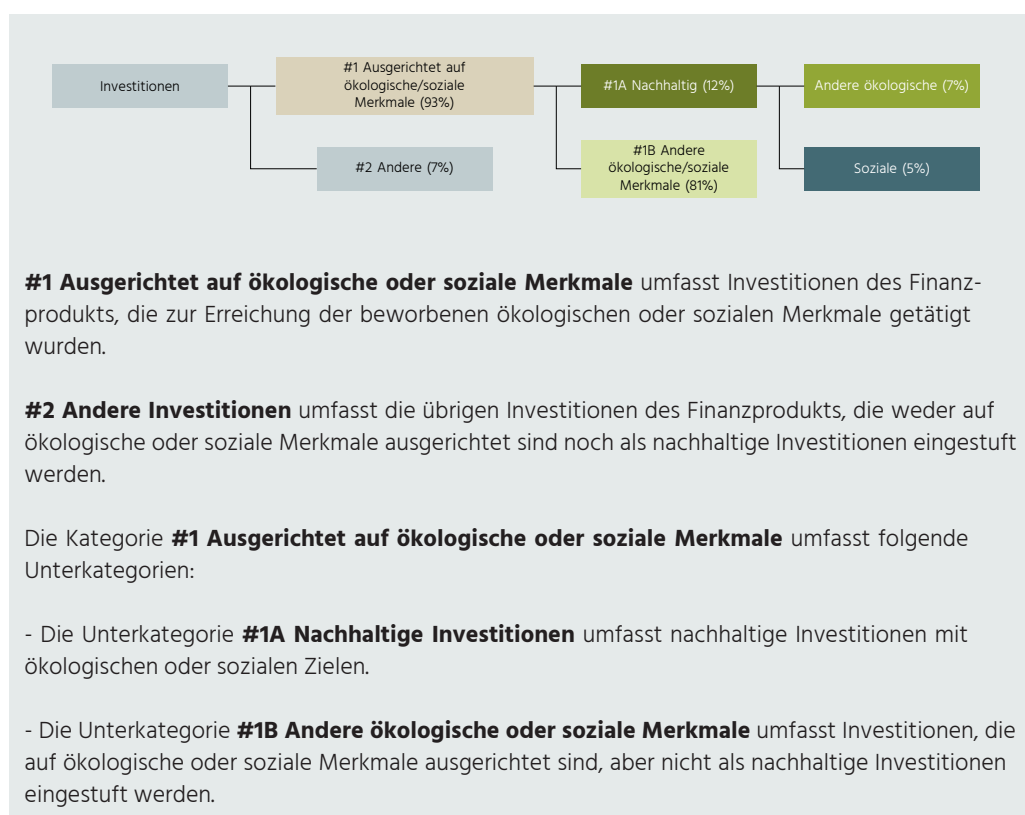 Investitionen
#1 Ausgerichtet auf
ökologische/soziale
Merkmale (93%)
#1A Nachhaltig (12%)
Andere ökologische (7%)
#2 Andere (7%)
#1B Andere
ökologische/soziale
Merkmale (81%)
Soziale (5%)
#1 Ausgerichtet auf ökologische oder soziale Merkmale umfasst Investitionen des Finanz-
produkts, die zur Erreichung der beworbenen ökologischen oder sozialen Merkmale getätigt
wurden.
#2 Andere Investitionen umfasst die übrigen Investitionen des Finanzprodukts, die weder auf
ökologische oder soziale Merkmale ausgerichtet sind noch als nachhaltige Investitionen eingestuft
werden.
Die Kategorie #1 Ausgerichtet auf ökologische oder soziale Merkmale umfasst folgende
Unterkategorien:
- Die Unterkategorie #1A Nachhaltige Investitionen umfasst nachhaltige Investitionen mit
ökologischen oder sozialen Zielen.
- Die Unterkategorie #1B Andere ökologische oder soziale Merkmale umfasst Investitionen, die
auf ökologische oder soziale Merkmale ausgerichtet sind, aber nicht als nachhaltige Investitionen
eingestuft werden.